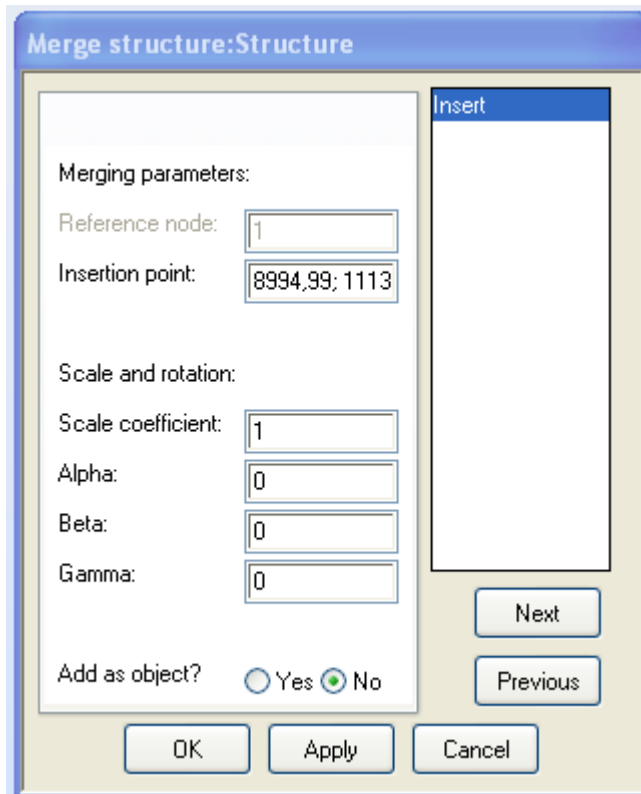 Merge structure:Structure
Insert
Merging parameters:
Reference node: 1
Insertion point: 8994,99; 1113
Scale and rotation:
Scale coefficient: 1
Alpha: 0
Beta: 0
Gamma: 0
Next
Add as object? Yes No
Previous
OK Apply Cancel